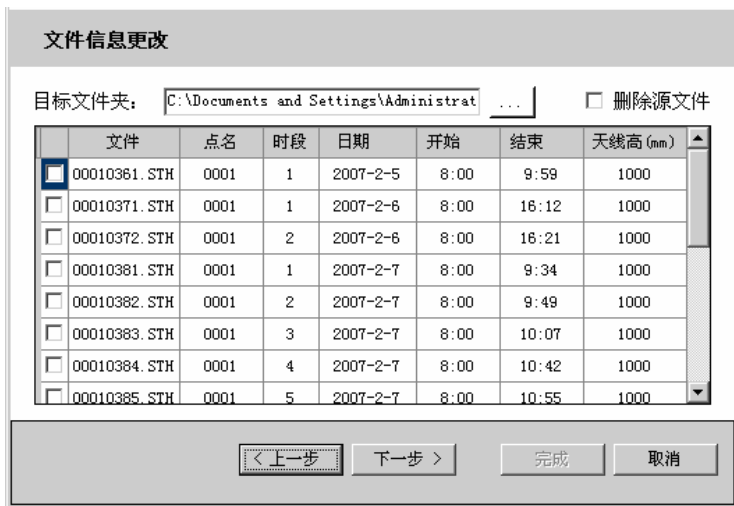 文件信息更改
目标文件夹： C:\Documents and Settings\Administrat ... 删除源文件
文件 点名 时段 日期 开始 结束 天线高(mm)
00010361.STH 0001 1 2007-2-5 8:00 9:59 1000
00010371.STH 0001 1 2007-2-6 8:00 16:12 1000
00010372.STH 0001 2 2007-2-6 8:00 16:21 1000
00010381.STH 0001 1 2007-2-7 8:00 9:34 1000
00010382.STH 0001 2 2007-2-7 8:00 9:49 1000
00010383.STH 0001 3 2007-2-7 8:00 10:07 1000
00010384.STH 0001 4 2007-2-7 8:00 10:42 1000
00010385.STH 0001 5 2007-2-7 8:00 10:55 1000
< 上一步 下一步 > 完成 取消